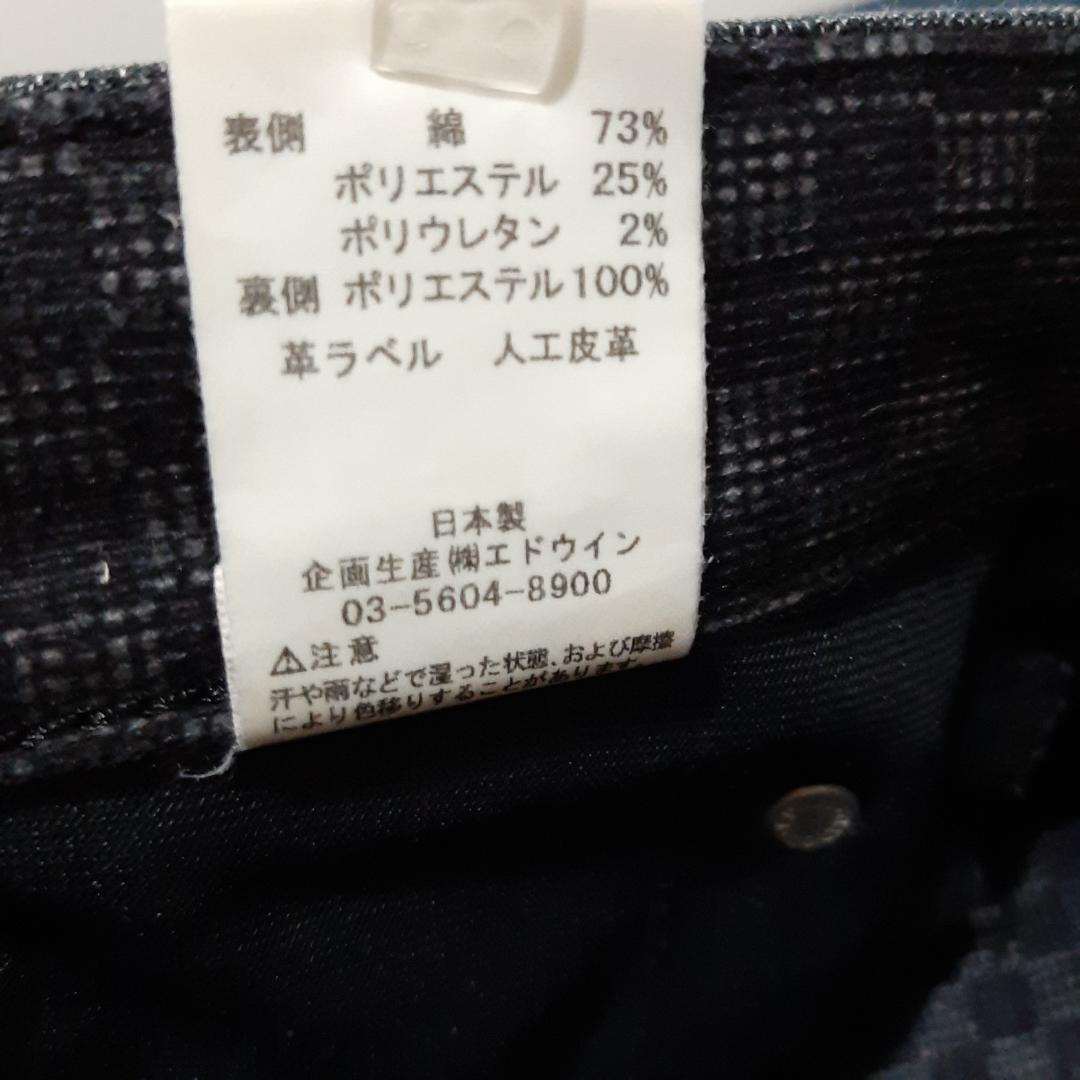 表側 綿 73%
ポリエステル 25%
ポリウレタン 2%
裏側 ポリエステル100%
革ラベル 人工皮革
日本製
企画生産㈱エドウイン
03-5604-8900
⚠注意
汗や雨などで湿った状態、および摩擦
により色移りすることがあります。